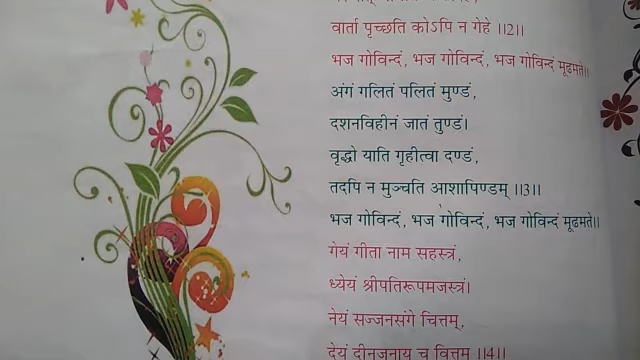 वार्ता पृच्छति कोऽपि न गेहे ।।2।।
भज गोविन्दं, भज गोविन्दं, भज गोविन्दं मूढमते।।
अंगं गलितं पलितं मुण्डं,
दशनविहीनं जातं तुण्डं।
वृद्धो याति गृहीत्वा दण्डं,
तदपि न मुञ्चति आशापिण्डम् ।।3।।
भज गोविन्दं, भज गोविन्दं, भज गोविन्दं मूढमते।।
गेयं गीता नाम सहस्त्रं,
ध्येयं श्रीपतिरूपमजस्त्रं।
नेयं सज्जनसंगे चित्तम्,
देयं दीनजनाय च वित्तम् ।।4।।